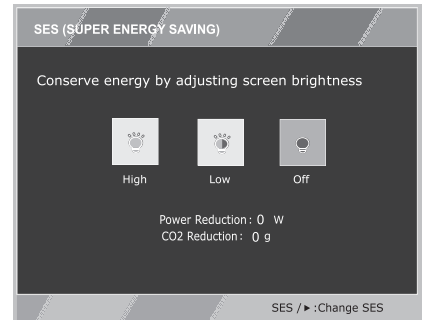 SES (SUPER ENERGY SAVING)
Conserve energy by adjusting screen brightness
High Low Off
Power Reduction : 0 W
CO2 Reduction : 0 g
SES / ▶ :Change SES